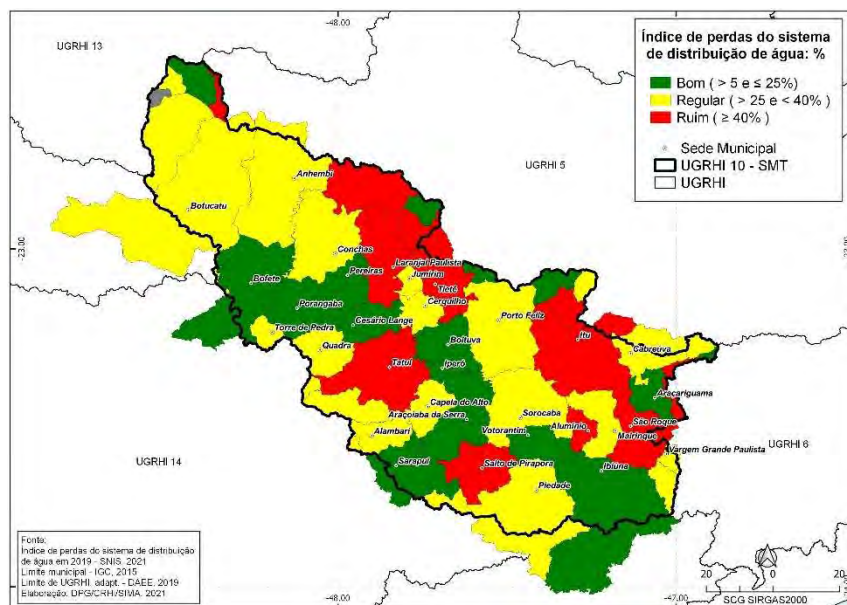 -48.00
UGRHI 13
Índice de perdas do sistema
de distribuição de água: %
Bom ( > 5 e ≤ 25%)
Regular ( > 25 e < 40% )
Ruim ( ≥ 40% )
Sede Municipal
UGRHI 10 - SMT
UGRHI
UGRHI 5
Anhembi
Botucatu
-23.00
Conchas
Laranjal Paulista
Pereiras
Jumirim
Bofete
Tietê
Cerquilho
Porangaba
Porto Feliz
Cesário Lange
Torre de Pedra
Boituva
Itu
Quadra
Cabreúva
Tatuí
Iperó
Araçariguama
Capela do Alto
Araçoiaba da Serra
Sorocaba
Alambari
Votorantim
Alumínio
São Roque
Mairinque
UGRHI 6
Vargem Grande Paulista
UGRHI 14
Sarapuí
Salto de Pirapora
Ibiúna
Piedade
Fonte:
Índice de perdas do sistema de distribuição
de água em 2019 - SNIS, 2021
Limite municipal - IGC, 2015
Limite de UGRHI, adapt. - DAEE, 2019
Elaboração: DPG/CRHi/SIMA, 2021
20 0 20
SCG SIRGAS2000
-48.00
-47.00